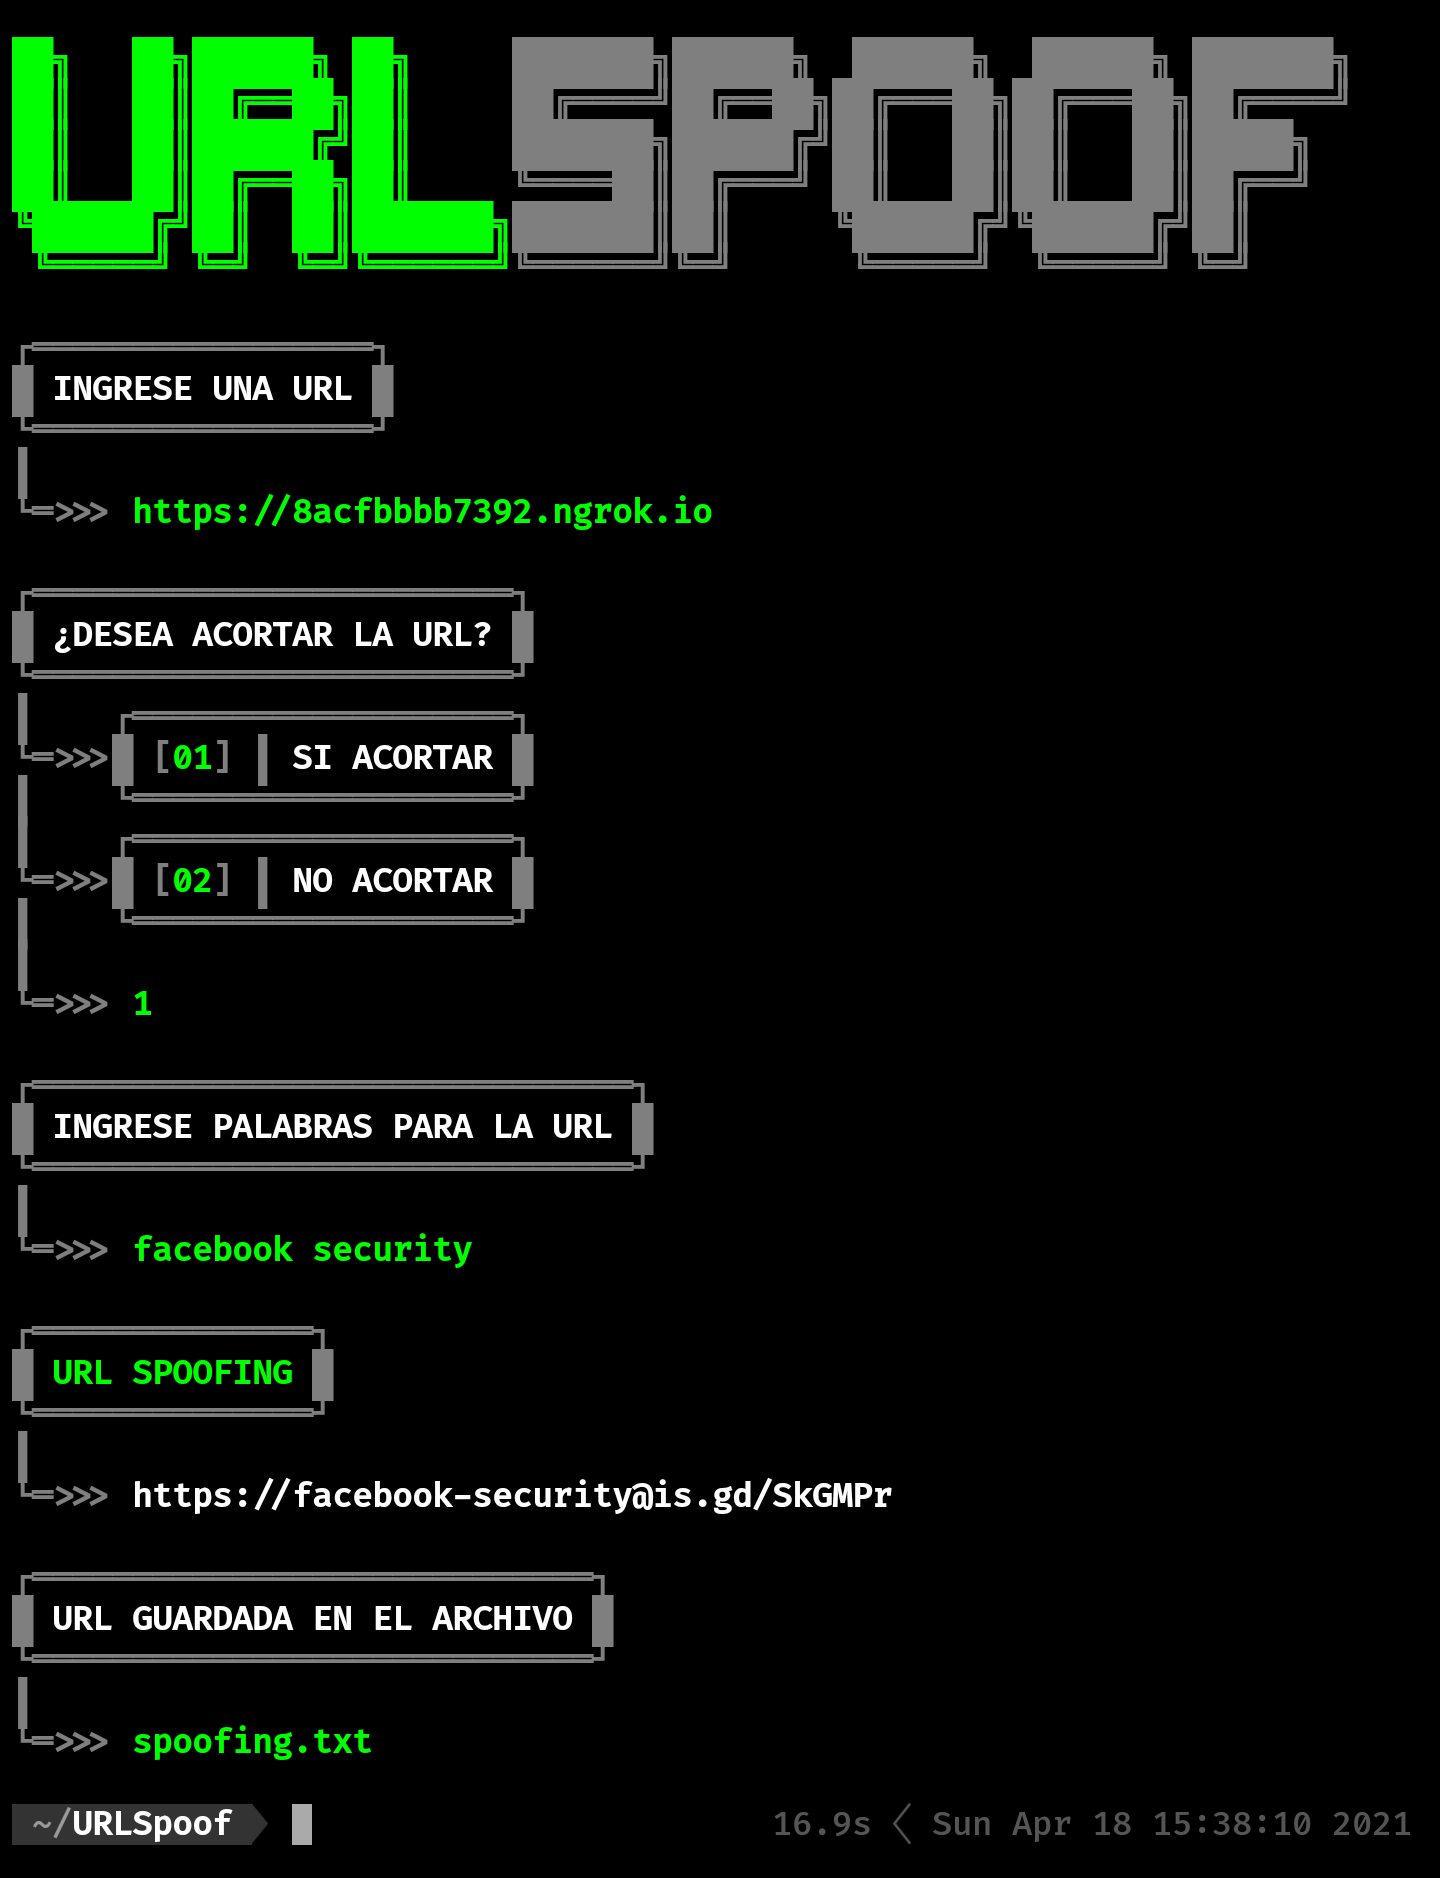 URLSPOOF
INGRESE UNA URL
=>>> https://8acfbbbb7392.ngrok.io
¿DESEA ACORTAR LA URL?
=>>> [01] | SI ACORTAR
=>>> [02] | NO ACORTAR
=>>> 1
INGRESE PALABRAS PARA LA URL
=>>> facebook security
URL SPOOFING
=>>> https://facebook-security@is.gd/SkGMPr
URL GUARDADA EN EL ARCHIVO
=>>> spoofing.txt
~/URLSpoof 16.9s Sun Apr 18 15:38:10 2021